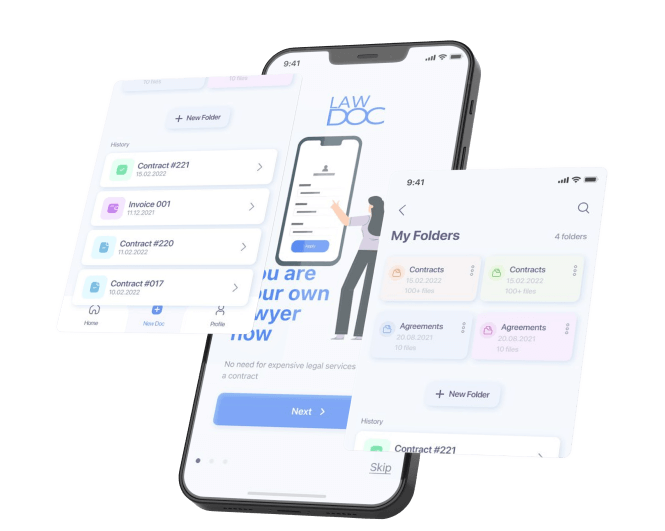 10 files
10 files
+ New Folder
History
Contract #221
15.02.2022
Invoice 001
11.12.2021
Contract #220
11.02.2022
Contract #017
10.02.2022
Home
New Doc
Profile
9:41
LAW
DOC
ou are
ur own
wyer
now
No need for expensive legal services
a contract
Next
Skip
9:41
My Folders
4 folders
Contracts
15.02.2022
100+ files
Contracts
15.02.2022
100+ files
Agreements
20.08.2021
10 files
Agreements
20.08.2021
10 files
+ New Folder
History
Contract #221